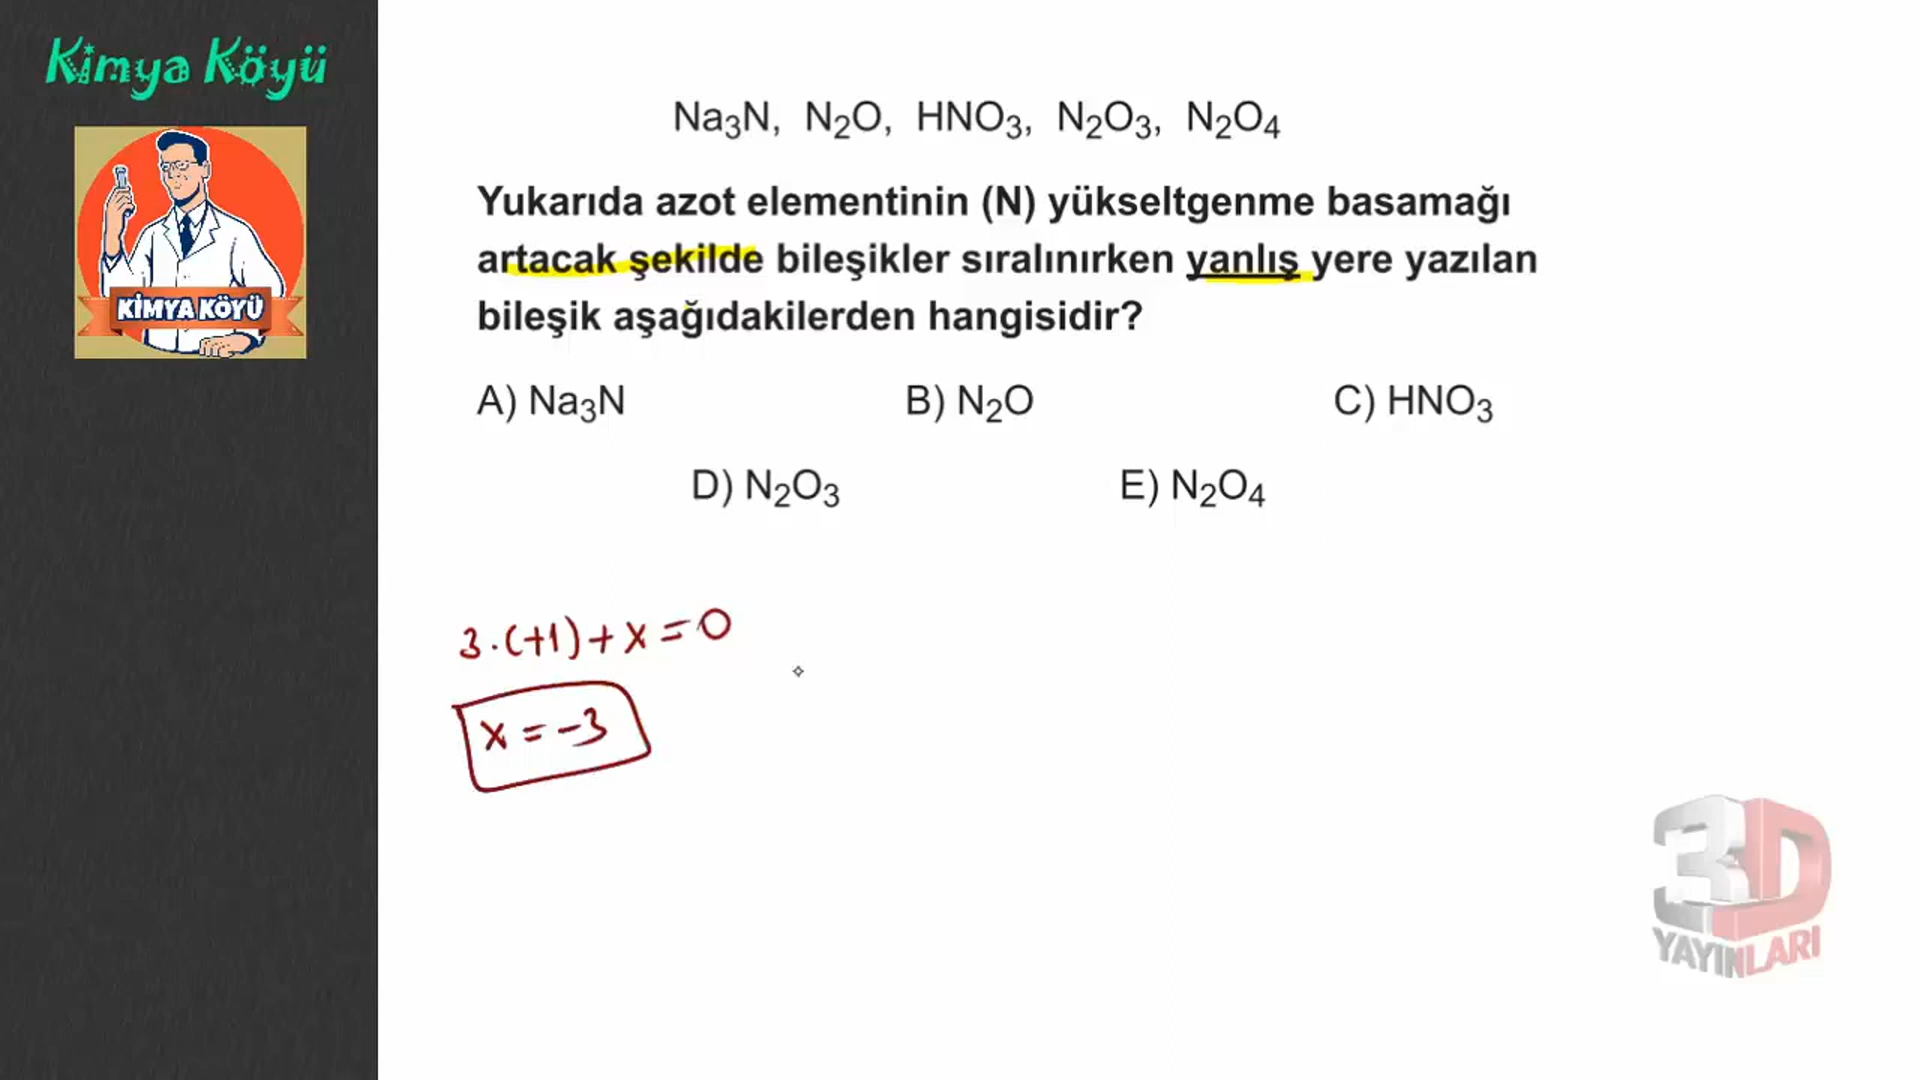 Kimya Köyü
KİMYA KÖYÜ
Na₃N, N₂O, HNO₃, N₂O₃, N₂O₄
Yukarıda azot elementinin (N) yükseltgenme basamağı
artacak şekilde bileşikler sıralınırken yanlış yere yazılan
bileşik aşağıdakilerden hangisidir?
A) Na₃N B) N₂O C) HNO₃
D) N₂O₃ E) N₂O₄
3·(+1)+x=0
x=-3
3D
YAYINLARI